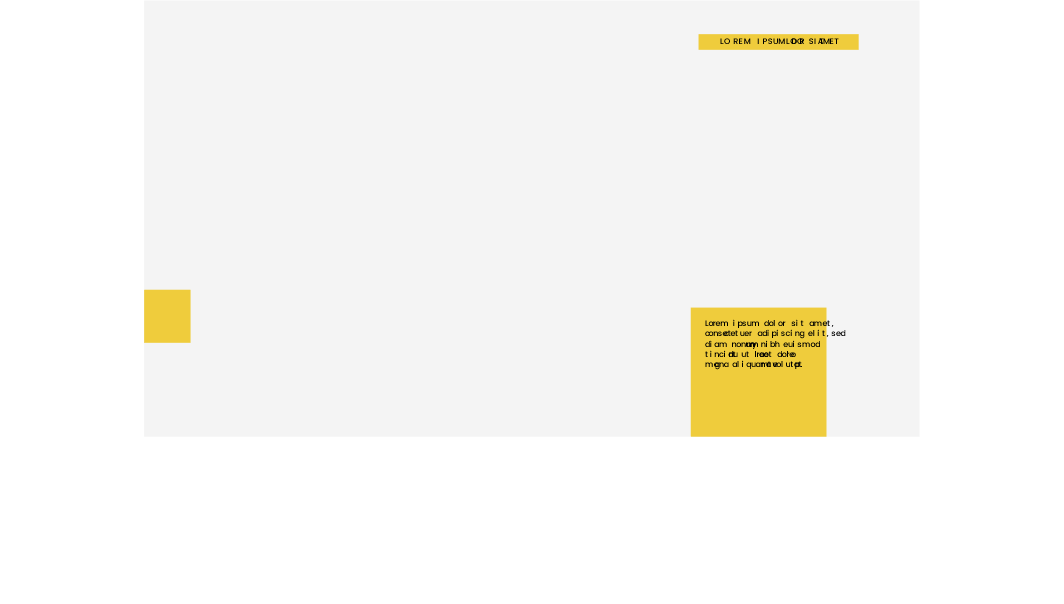 LOREM IPSUM DOLOR SIT AMET
Lorem ipsum dolor sit amet,
consectetuer adipiscing elit, sed
diam nonummy nibh euismod
tincidunt ut laoreet dolore
magna aliquam erat volutpat.